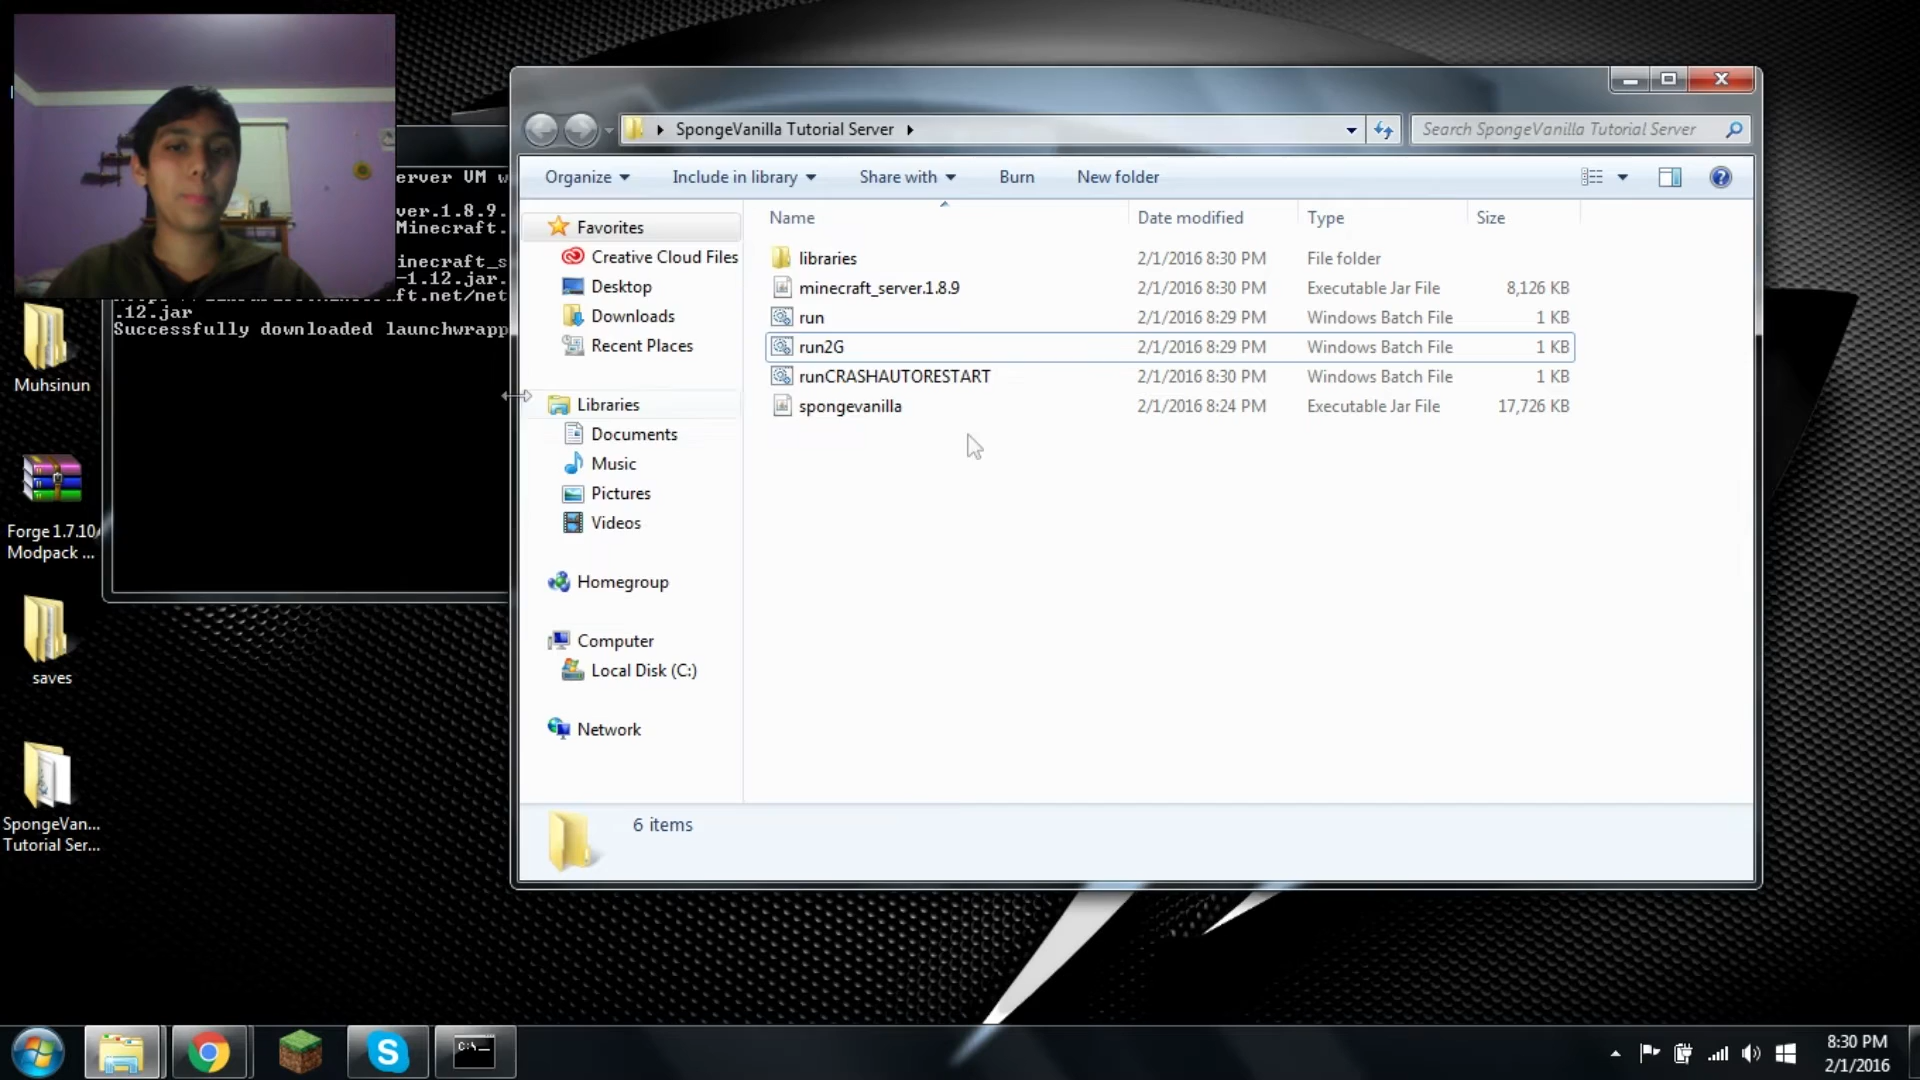 SpongeVanilla Tutorial Server
Search SpongeVanilla Tutorial Server
Organize
Include in library
Share with
Burn
New folder
Name
Date modified
Type
Size
Favorites
Creative Cloud Files
Desktop
Downloads
Recent Places
Libraries
Documents
Music
Pictures
Videos
Homegroup
Computer
Local Disk (C:)
Network
libraries 2/1/2016 8:30 PM File folder
minecraft_server.1.8.9 2/1/2016 8:30 PM Executable Jar File 8,126 KB
run 2/1/2016 8:29 PM Windows Batch File 1 KB
run2G 2/1/2016 8:29 PM Windows Batch File 1 KB
runCRASHAUTORESTART 2/1/2016 8:30 PM Windows Batch File 1 KB
spongevanilla 2/1/2016 8:24 PM Executable Jar File 17,726 KB
6 items
erver VM w
ver.1.8.9.
Minecraft.
inecraft_s
-1.12.jar.
ft.net/net
.12.jar
Successfully downloaded launchwrapp
Muhsinun
Forge 1.7.10
Modpack ...
saves
SpongeVan...
Tutorial Ser...
C:\
8:30 PM
2/1/2016